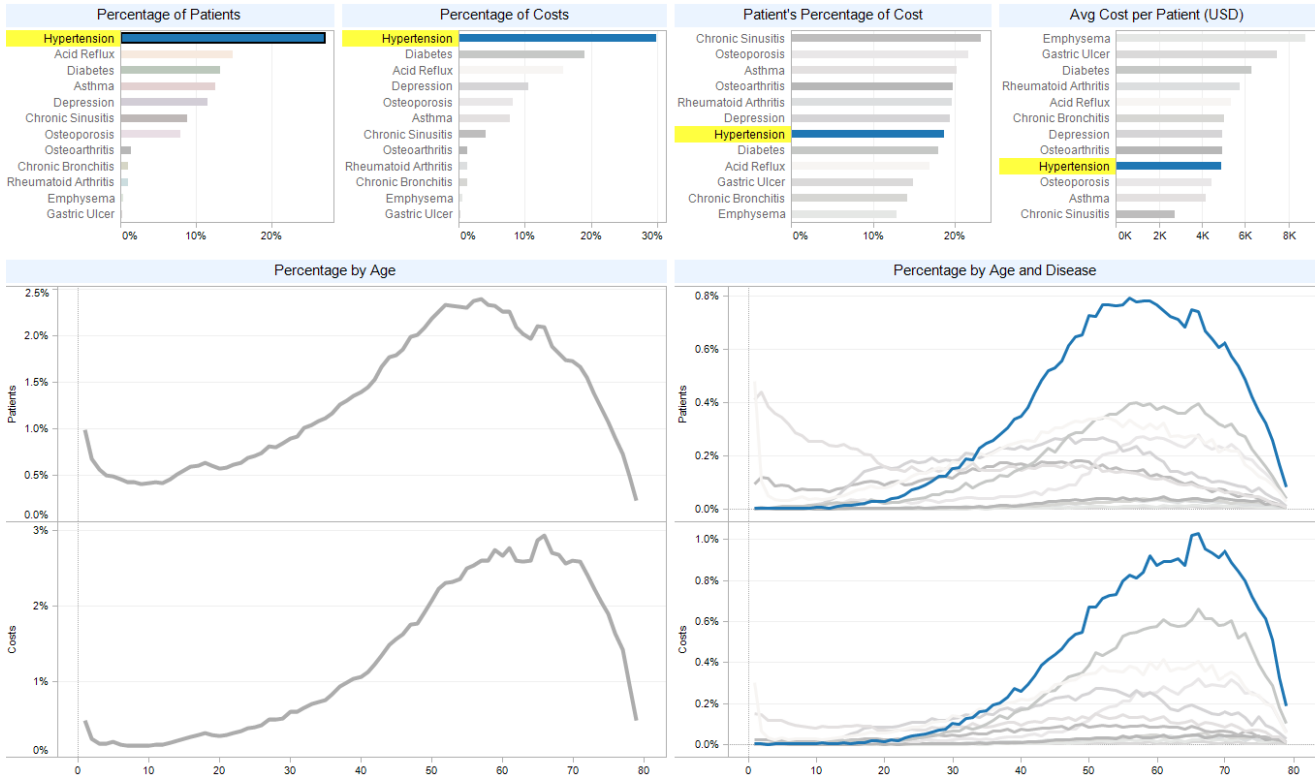 Percentage of Patients
Hypertension
Acid Reflux
Diabetes
Asthma
Depression
Chronic Sinusitis
Osteoporosis
Osteoarthritis
Chronic Bronchitis
Rheumatoid Arthritis
Emphysema
Gastric Ulcer
0% 10% 20%
Percentage of Costs
Hypertension
Diabetes
Acid Reflux
Depression
Osteoporosis
Asthma
Chronic Sinusitis
Osteoarthritis
Rheumatoid Arthritis
Chronic Bronchitis
Emphysema
Gastric Ulcer
0% 10% 20% 30%
Patient's Percentage of Cost
Chronic Sinusitis
Osteoporosis
Asthma
Osteoarthritis
Rheumatoid Arthritis
Depression
Hypertension
Diabetes
Acid Reflux
Gastric Ulcer
Chronic Bronchitis
Emphysema
0% 10% 20%
Avg Cost per Patient (USD)
Emphysema
Gastric Ulcer
Diabetes
Rheumatoid Arthritis
Acid Reflux
Chronic Bronchitis
Depression
Osteoarthritis
Hypertension
Osteoporosis
Asthma
Chronic Sinusitis
0K 2K 4K 6K 8K
Percentage by Age
2.5%
2.0%
1.5%
1.0%
0.5%
0.0%
Patients
3%
2%
1%
0%
Costs
0 10 20 30 40 50 60 70 80
Percentage by Age and Disease
0.8%
0.6%
0.4%
0.2%
0.0%
Patients
1.0%
0.8%
0.6%
0.4%
0.2%
0.0%
Costs
0 10 20 30 40 50 60 70 80